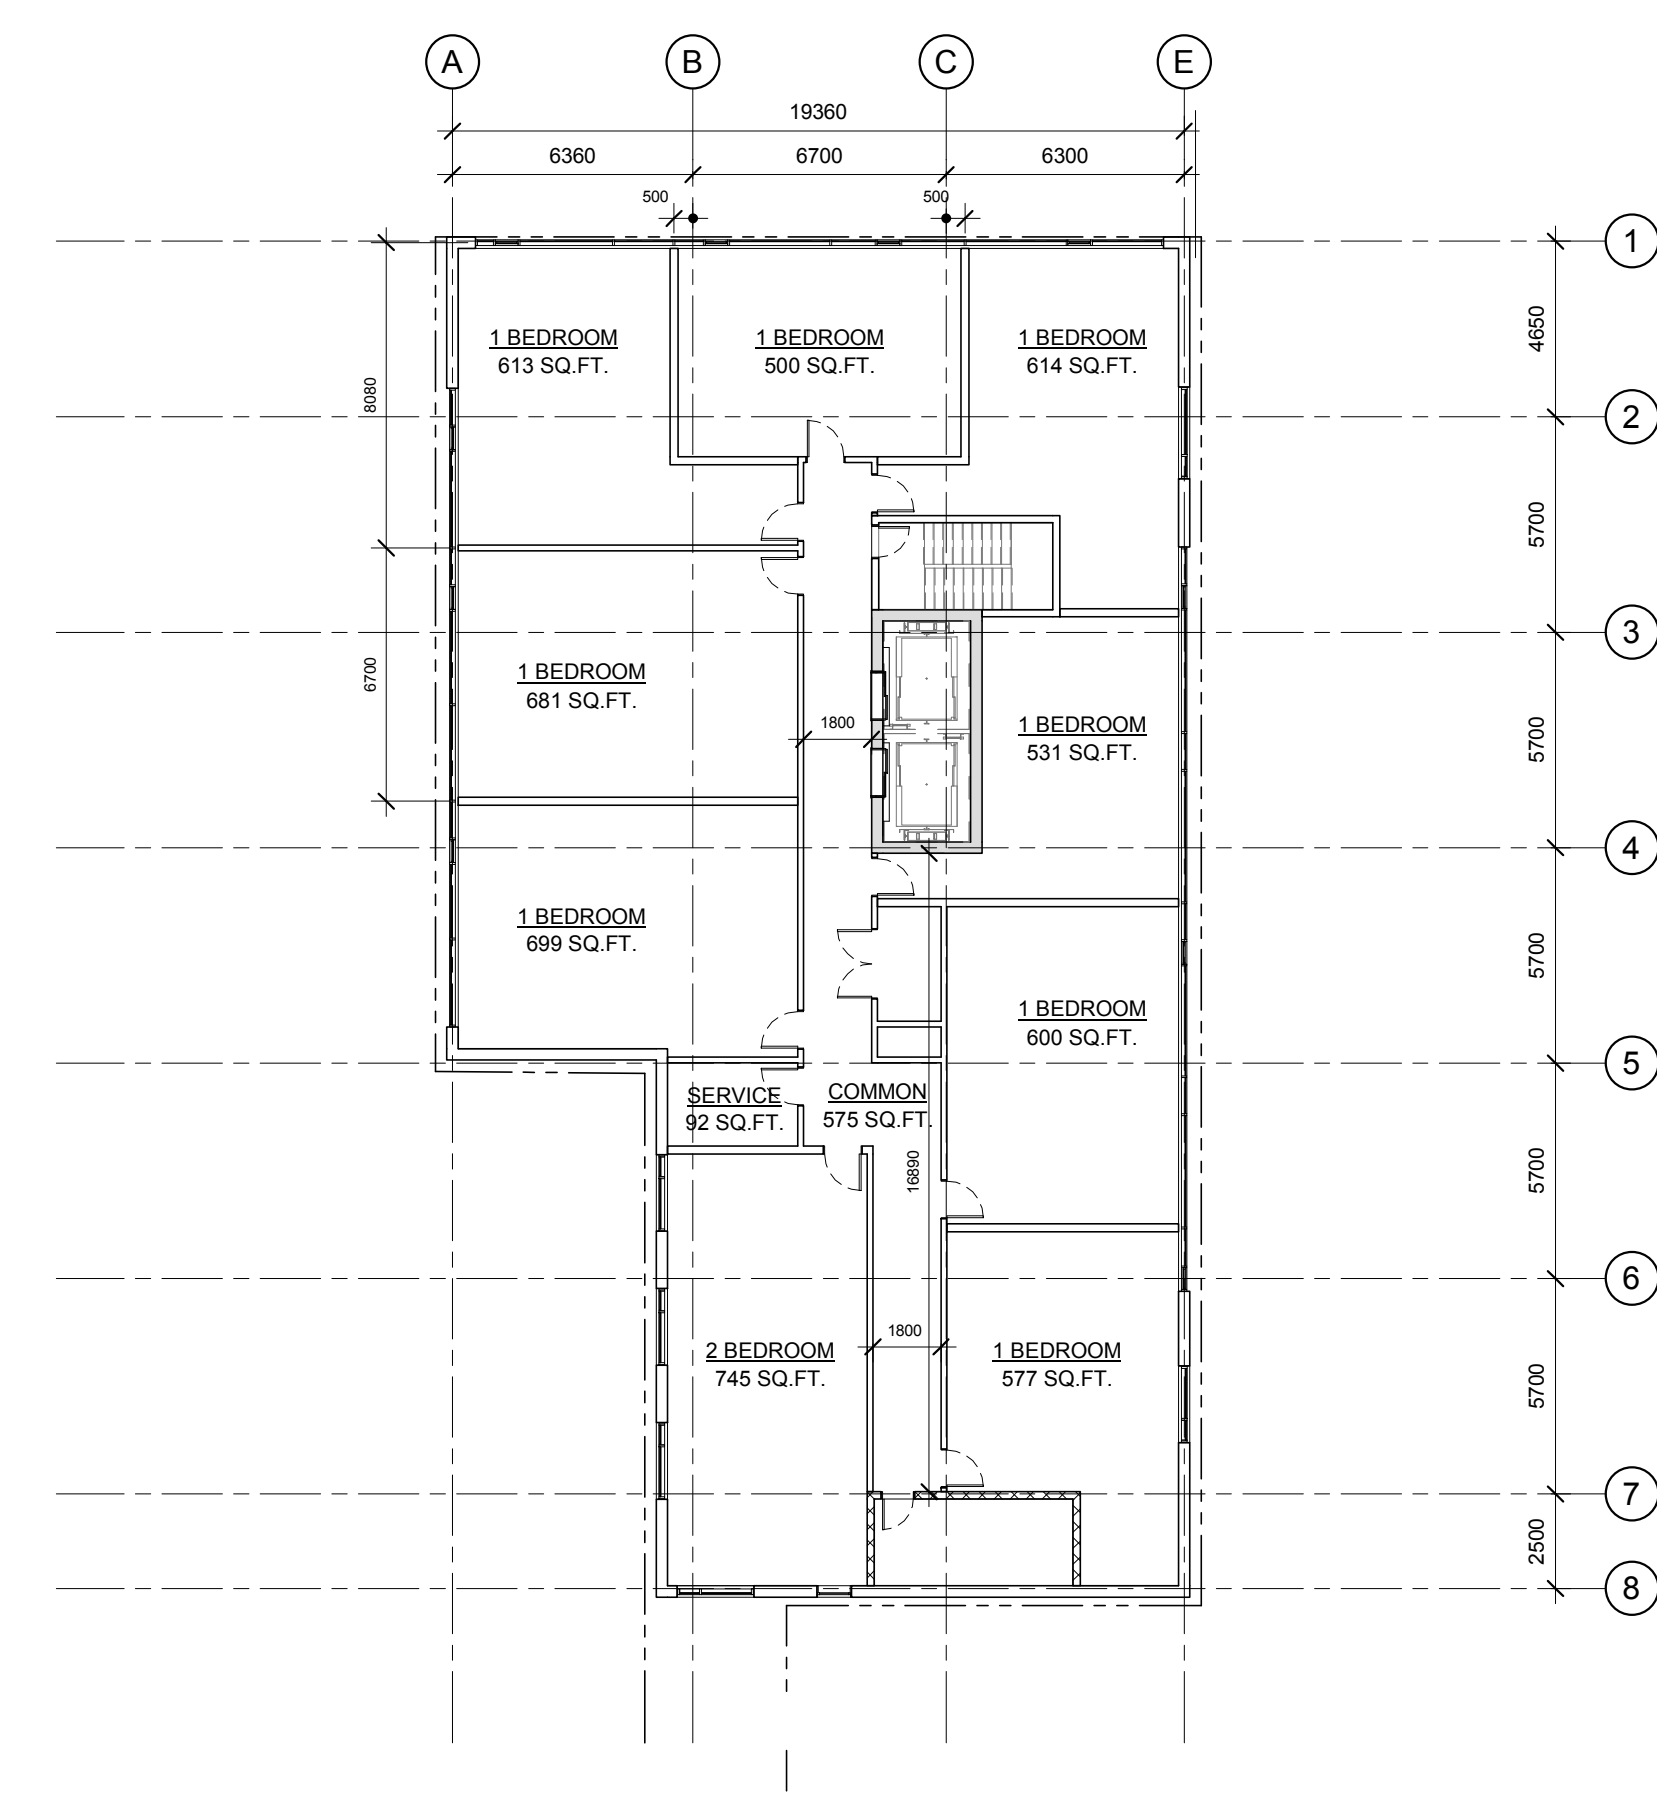 A B C E
19360
6360 6700 6300
500 500
1
4650
1 BEDROOM 1 BEDROOM 1 BEDROOM
613 SQ.FT. 500 SQ.FT. 614 SQ.FT.
8080
2
5700
3
1 BEDROOM
681 SQ.FT.
6700
1800
1 BEDROOM
531 SQ.FT.
5700
4
1 BEDROOM
699 SQ.FT.
5700
1 BEDROOM
600 SQ.FT.
5
SERVICE COMMON
92 SQ.FT. 575 SQ.FT.
16890
5700
6
1800
2 BEDROOM 1 BEDROOM
745 SQ.FT. 577 SQ.FT.
5700
7
2500
8